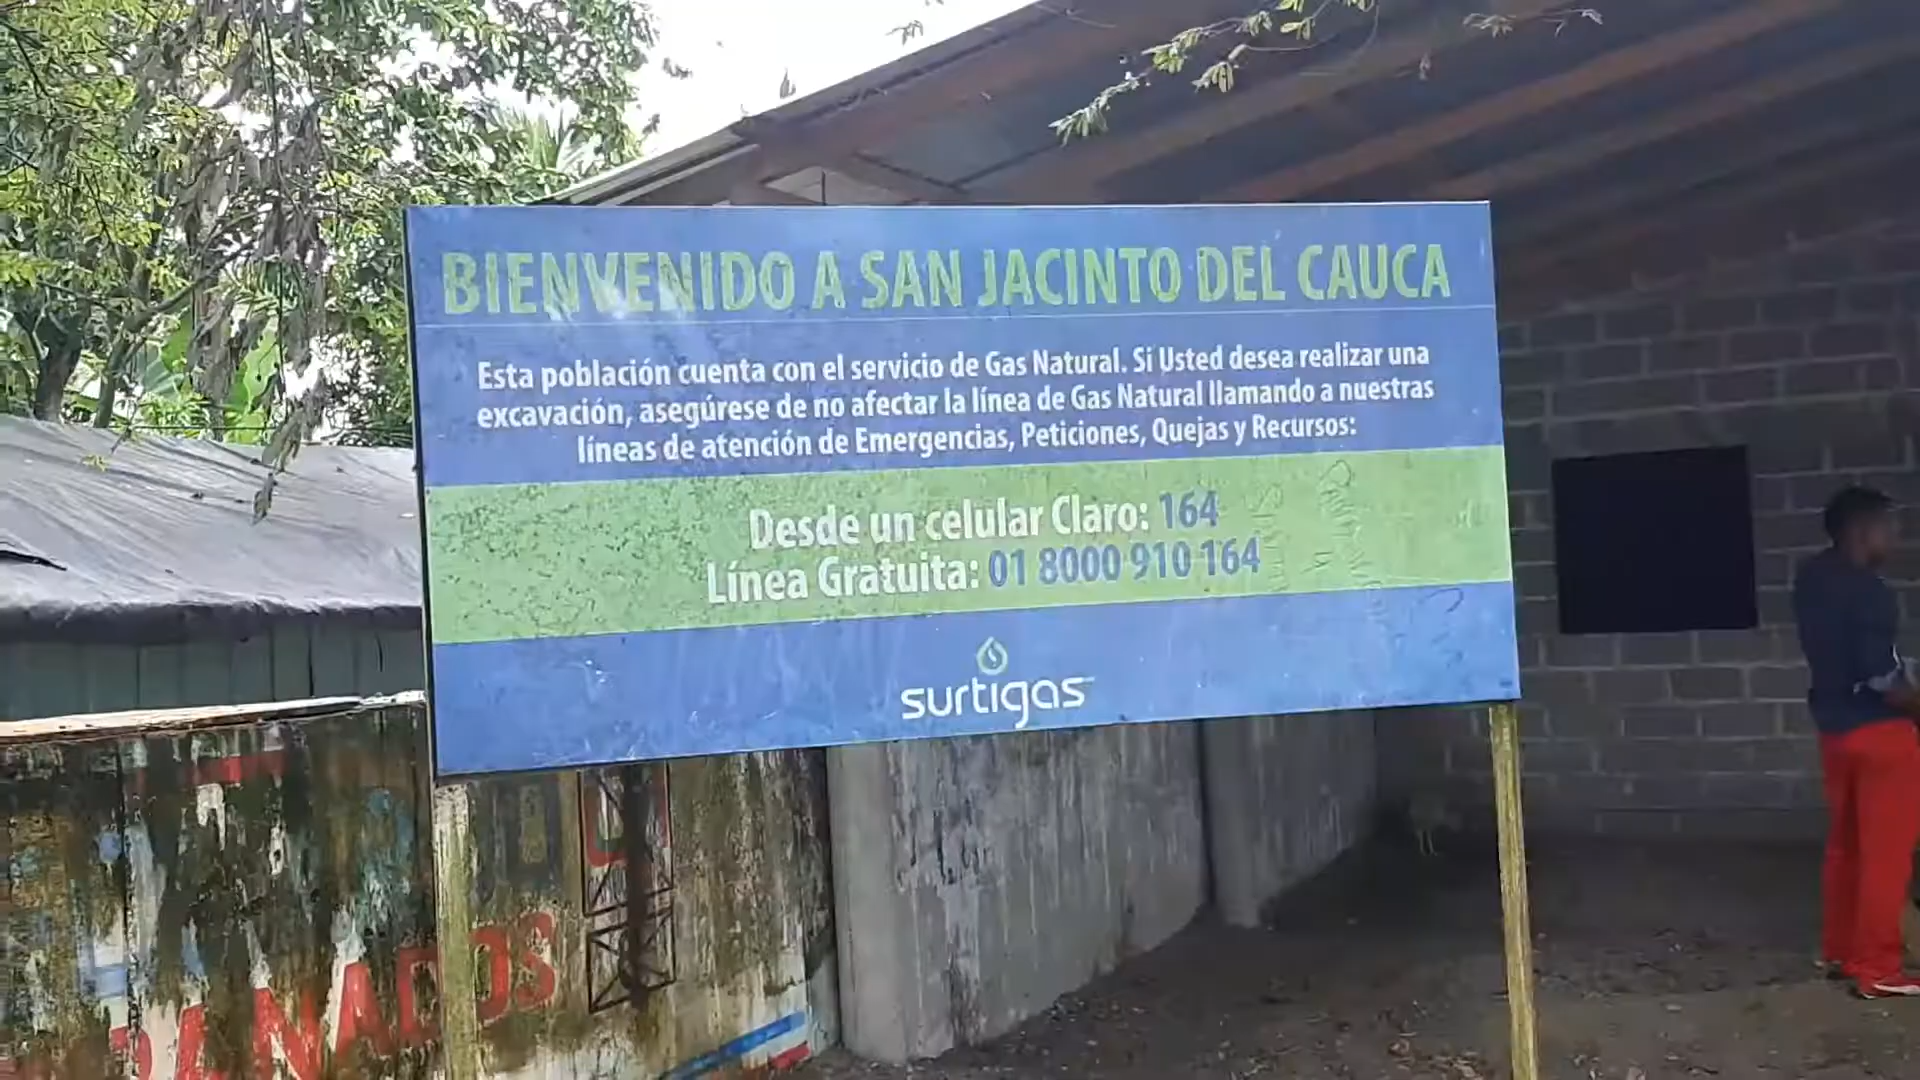 BIENVENIDO A SAN JACINTO DEL CAUCA
Esta población cuenta con el servicio de Gas Natural. Si Usted desea realizar una
excavación, asegúrese de no afectar la línea de Gas Natural llamando a nuestras
líneas de atención de Emergencias, Peticiones, Quejas y Recursos:
Desde un celular Claro: 164
Línea Gratuita: 01 8000 910 164
surtigas